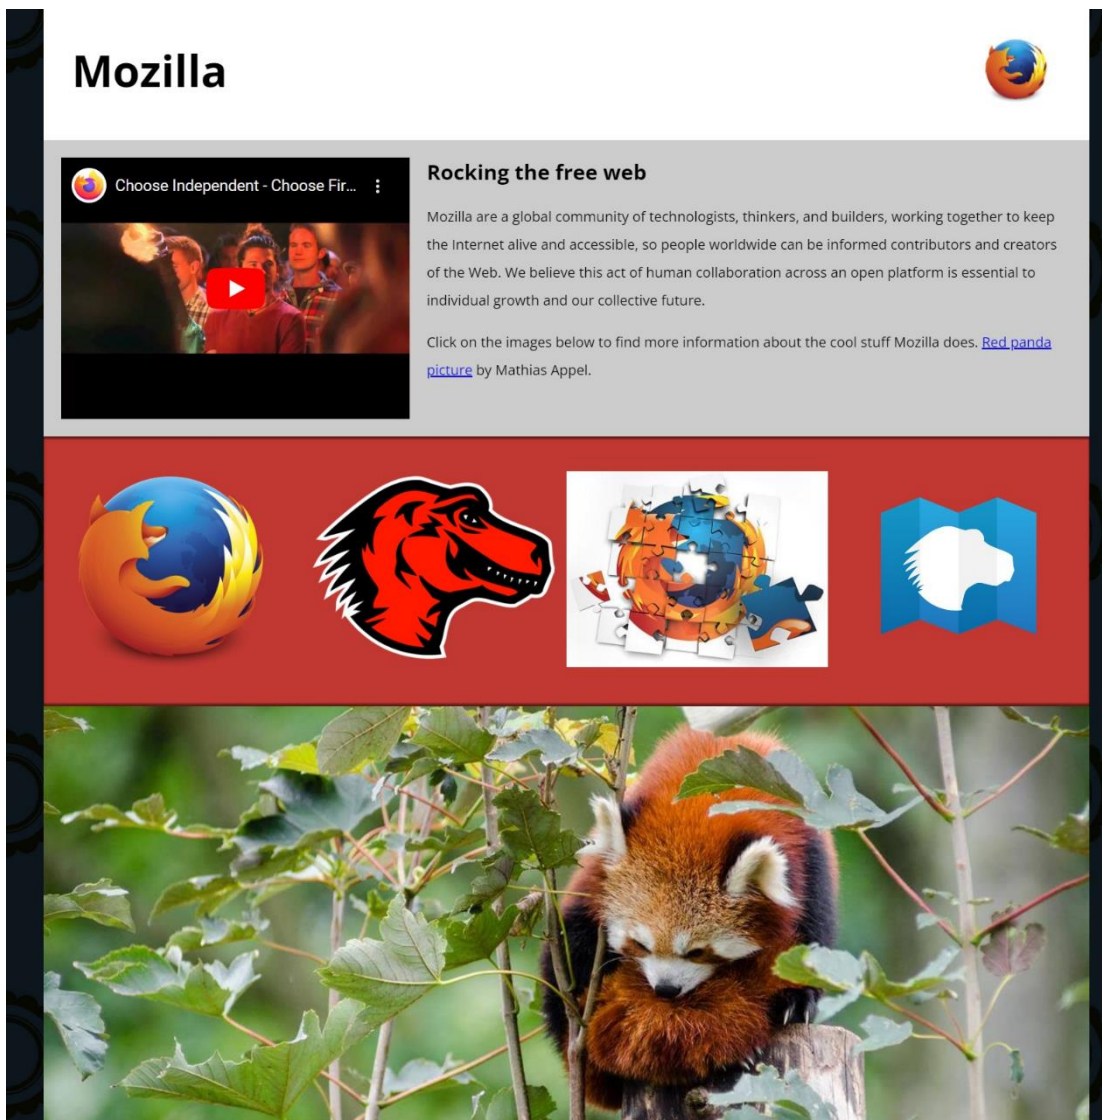 Mozilla
Choose Independent - Choose Fir...
Rocking the free web
Mozilla are a global community of technologists, thinkers, and builders, working together to keep
the Internet alive and accessible, so people worldwide can be informed contributors and creators
of the Web. We believe this act of human collaboration across an open platform is essential to
individual growth and our collective future.
Click on the images below to find more information about the cool stuff Mozilla does. Red panda
picture by Mathias Appel.